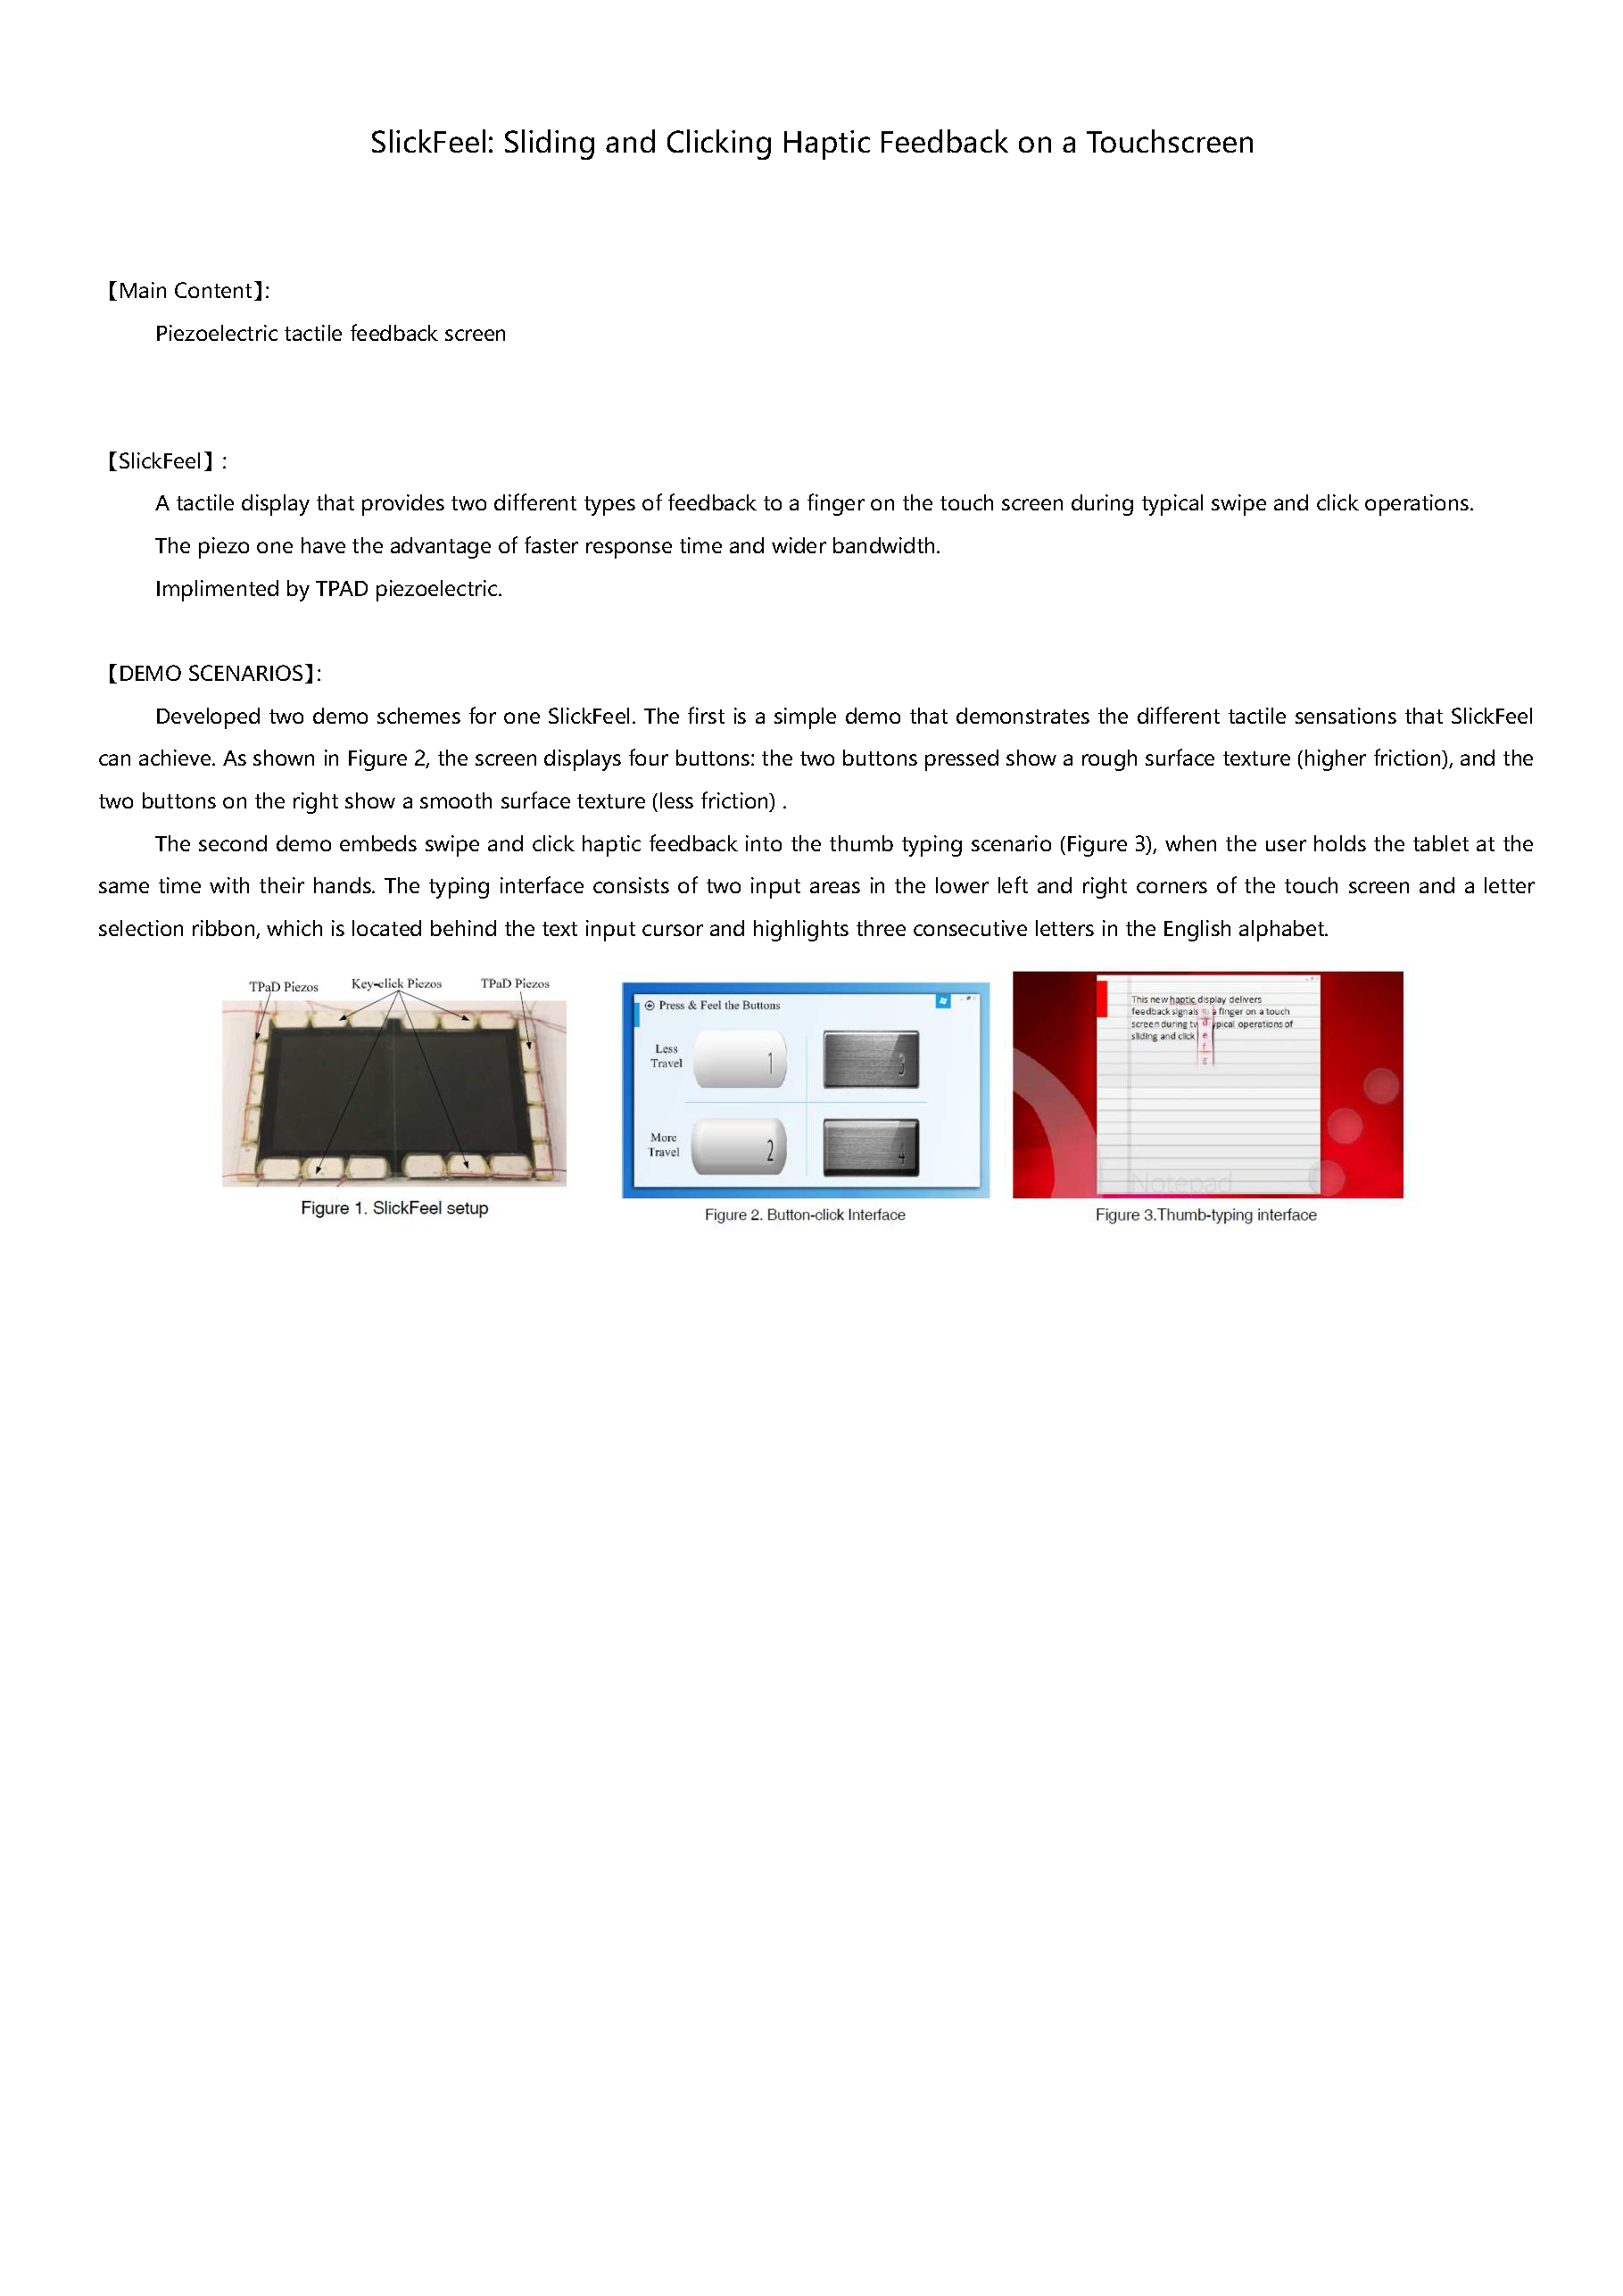 SlickFeel: Sliding and Clicking Haptic Feedback on a Touchscreen
【Main Content】:
Piezoelectric tactile feedback screen
【SlickFeel】 :
A tactile display that provides two different types of feedback to a finger on the touch screen during typical swipe and click operations.
The piezo one have the advantage of faster response time and wider bandwidth.
Implimented by TPAD piezoelectric.
【DEMO SCENARIOS】:
Developed two demo schemes for one SlickFeel. The first is a simple demo that demonstrates the different tactile sensations that SlickFeel
can achieve. As shown in Figure 2, the screen displays four buttons: the two buttons pressed show a rough surface texture (higher friction), and the
two buttons on the right show a smooth surface texture (less friction) .
The second demo embeds swipe and click haptic feedback into the thumb typing scenario (Figure 3), when the user holds the tablet at the
same time with their hands. The typing interface consists of two input areas in the lower left and right corners of the touch screen and a letter
selection ribbon, which is located behind the text input cursor and highlights three consecutive letters in the English alphabet.
TPaD Piezos Key-click Piezos TPaD Piezos
Figure 1. SlickFeel setup
Press & Feel the Buttons
Less
Travel
1
3
More
Travel
2
4
Figure 2. Button-click Interface
This new haptic display delivers
feedback signals a finger on a touch
screen during ypical operations of
sliding and click
d
e
f
g
Notepad
Figure 3.Thumb-typing interface